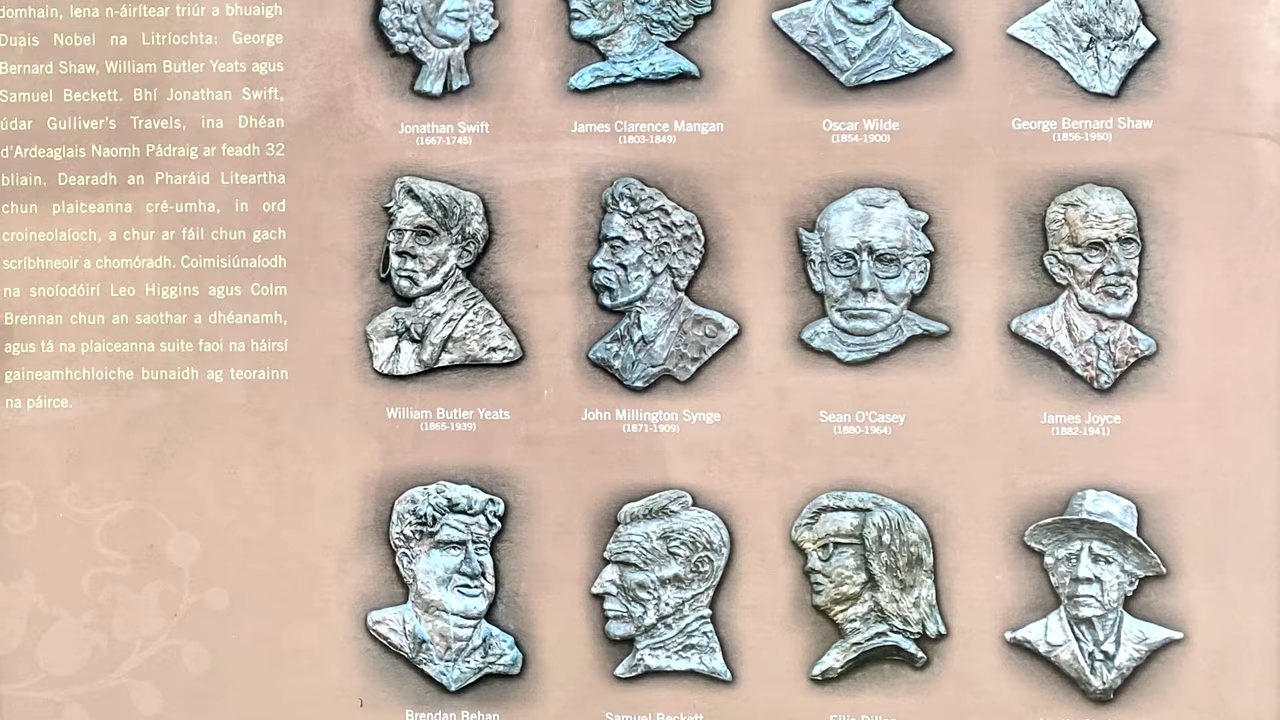 domhain, lena n-áirítear triúr a bhuaigh
Duais Nobel na Litríochta: George
Bernard Shaw, William Butler Yeats agus
Samuel Beckett. Bhí Jonathan Swift,
údar Gulliver's Travels, ina Dhéan
d'Ardeaglais Naomh Pádraig ar feadh 32
bliain. Dearadh an Pharáid Liteartha
chun plaiceanna cré-umha, in ord
croineolaíoch, a chur ar fáil chun gach
scríbhneoir a chomóradh. Coimisiúnaíodh
na snoíodóirí Leo Higgins agus Colm
Brennan chun an saothar a dhéanamh,
agus tá na plaiceanna suite faoi na háirsí
gaineamhchloiche bunaidh ag teorainn
na páirce.
Jonathan Swift
(1667-1745)
James Clarence Mangan
(1803-1849)
Oscar Wilde
(1854-1900)
George Bernard Shaw
(1856-1950)
William Butler Yeats
(1865-1939)
John Millington Synge
(1871-1909)
Sean O'Casey
(1880-1964)
James Joyce
(1882-1941)
Brendan Behan
Samuel Beckett
Eilis Dillon